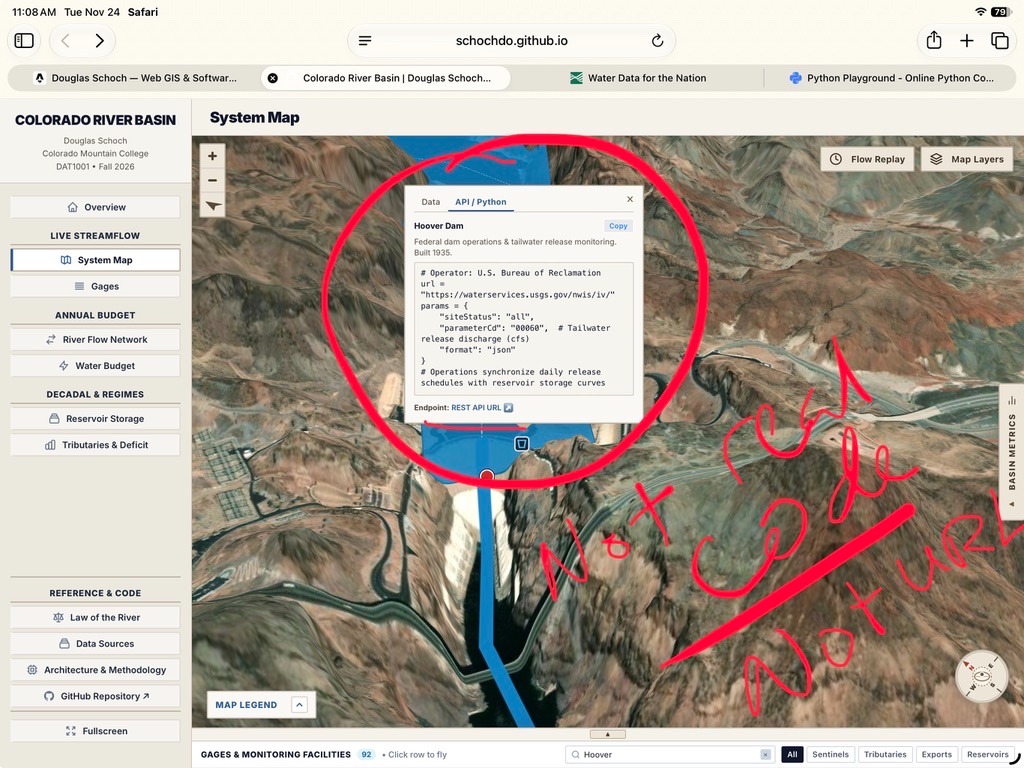 11:08 AM Tue Nov 24 Safari
79
schochdo.github.io
Douglas Schoch — Web GIS & Softwar...
Colorado River Basin | Douglas Schoch...
Water Data for the Nation
Python Playground - Online Python Co...
COLORADO RIVER BASIN
Douglas Schoch
Colorado Mountain College
DAT1001 • Fall 2026
Overview
LIVE STREAMFLOW
System Map
Gages
ANNUAL BUDGET
River Flow Network
Water Budget
DECADAL & REGIMES
Reservoir Storage
Tributaries & Deficit
REFERENCE & CODE
Law of the River
Data Sources
Architecture & Methodology
GitHub Repository ↗
Fullscreen
System Map
+
−
Flow Replay
Map Layers
Data
API / Python
×
Hoover Dam
Copy
Federal dam operations & tailwater release monitoring.
Built 1935.
# Operator: U.S. Bureau of Reclamation
url =
"https://waterservices.usgs.gov/nwis/iv/"
params = {
"siteStatus": "all",
"parameterCd": "00060",  # Tailwater
release discharge (cfs)
"format": "json"
}
# Operations synchronize daily release
schedules with reservoir storage curves
Endpoint: REST API URL ↗
Not real
Code
Not URL
BASIN METRICS
N
E
S
W
MAP LEGEND
GAGES & MONITORING FACILITIES 92 • Click row to fly
Hoover
All
Sentinels
Tributaries
Exports
Reservoirs